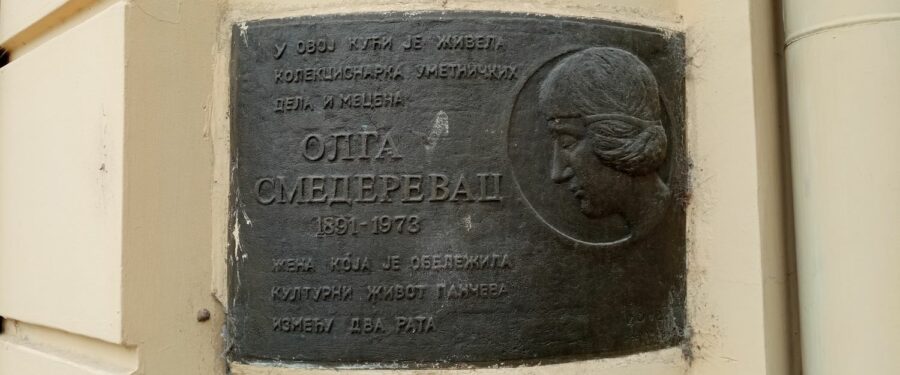 У ОВОЈ КУЋИ ЈЕ ЖИВЕЛА
КОЛЕКЦИОНАРКА УМЕТНИЧКИХ
ДЕЛА И МЕЦЕНА
ОЛГА
СМЕДЕРЕВАЦ
1891-1973
ЖЕНА КОЈА ЈЕ ОБЕЛЕЖИЛА
КУЛТУРНИ ЖИВОТ ПАНЧЕВА
ИЗМЕЂУ ДВА РАТА